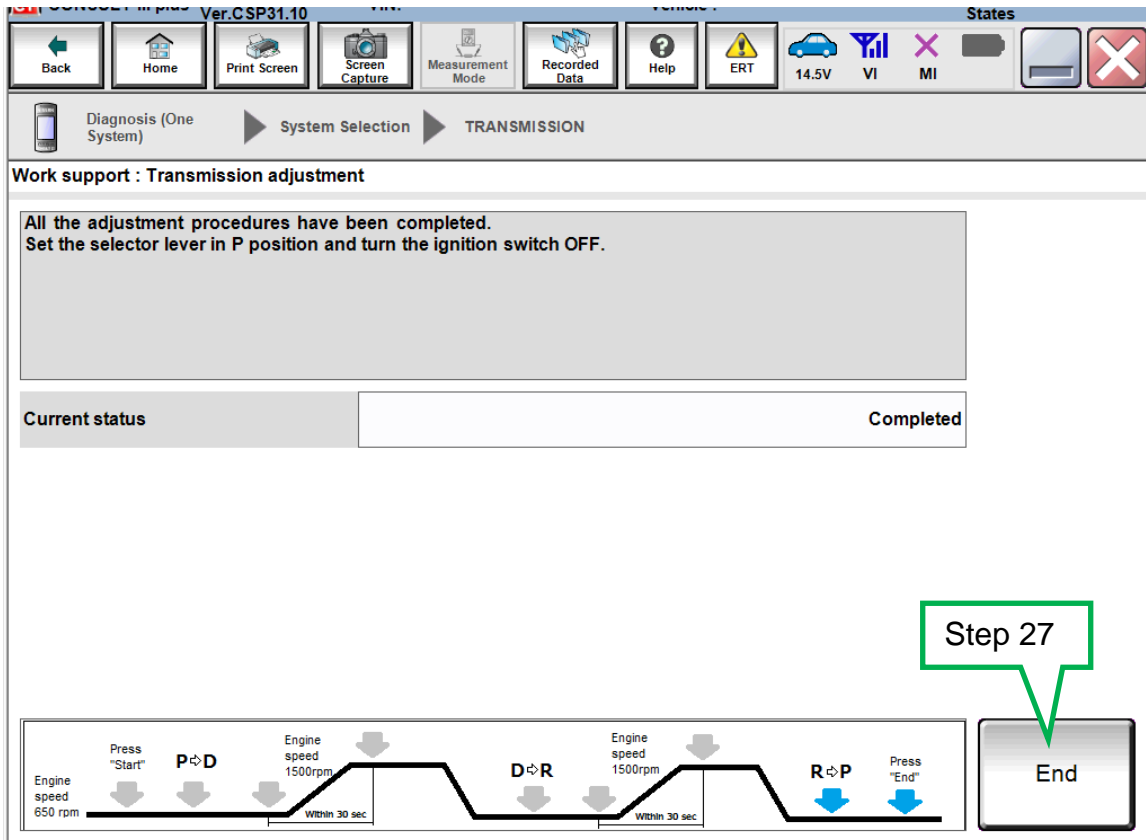 Ver.CSP31.10
States
Back
Home
Print Screen
Screen
Capture
Measurement
Mode
Recorded
Data
Help
ERT
14.5V
VI
MI
Diagnosis (One
System)
System Selection
TRANSMISSION
Work support : Transmission adjustment
All the adjustment procedures have been completed.
Set the selector lever in P position and turn the ignition switch OFF.
Current status
Completed
Step 27
Engine
speed
650 rpm
Press
"Start"
P⇨D
Engine
speed
1500rpm
Within 30 sec
D⇨R
Engine
speed
1500rpm
Within 30 sec
R⇨P
Press
"End"
End